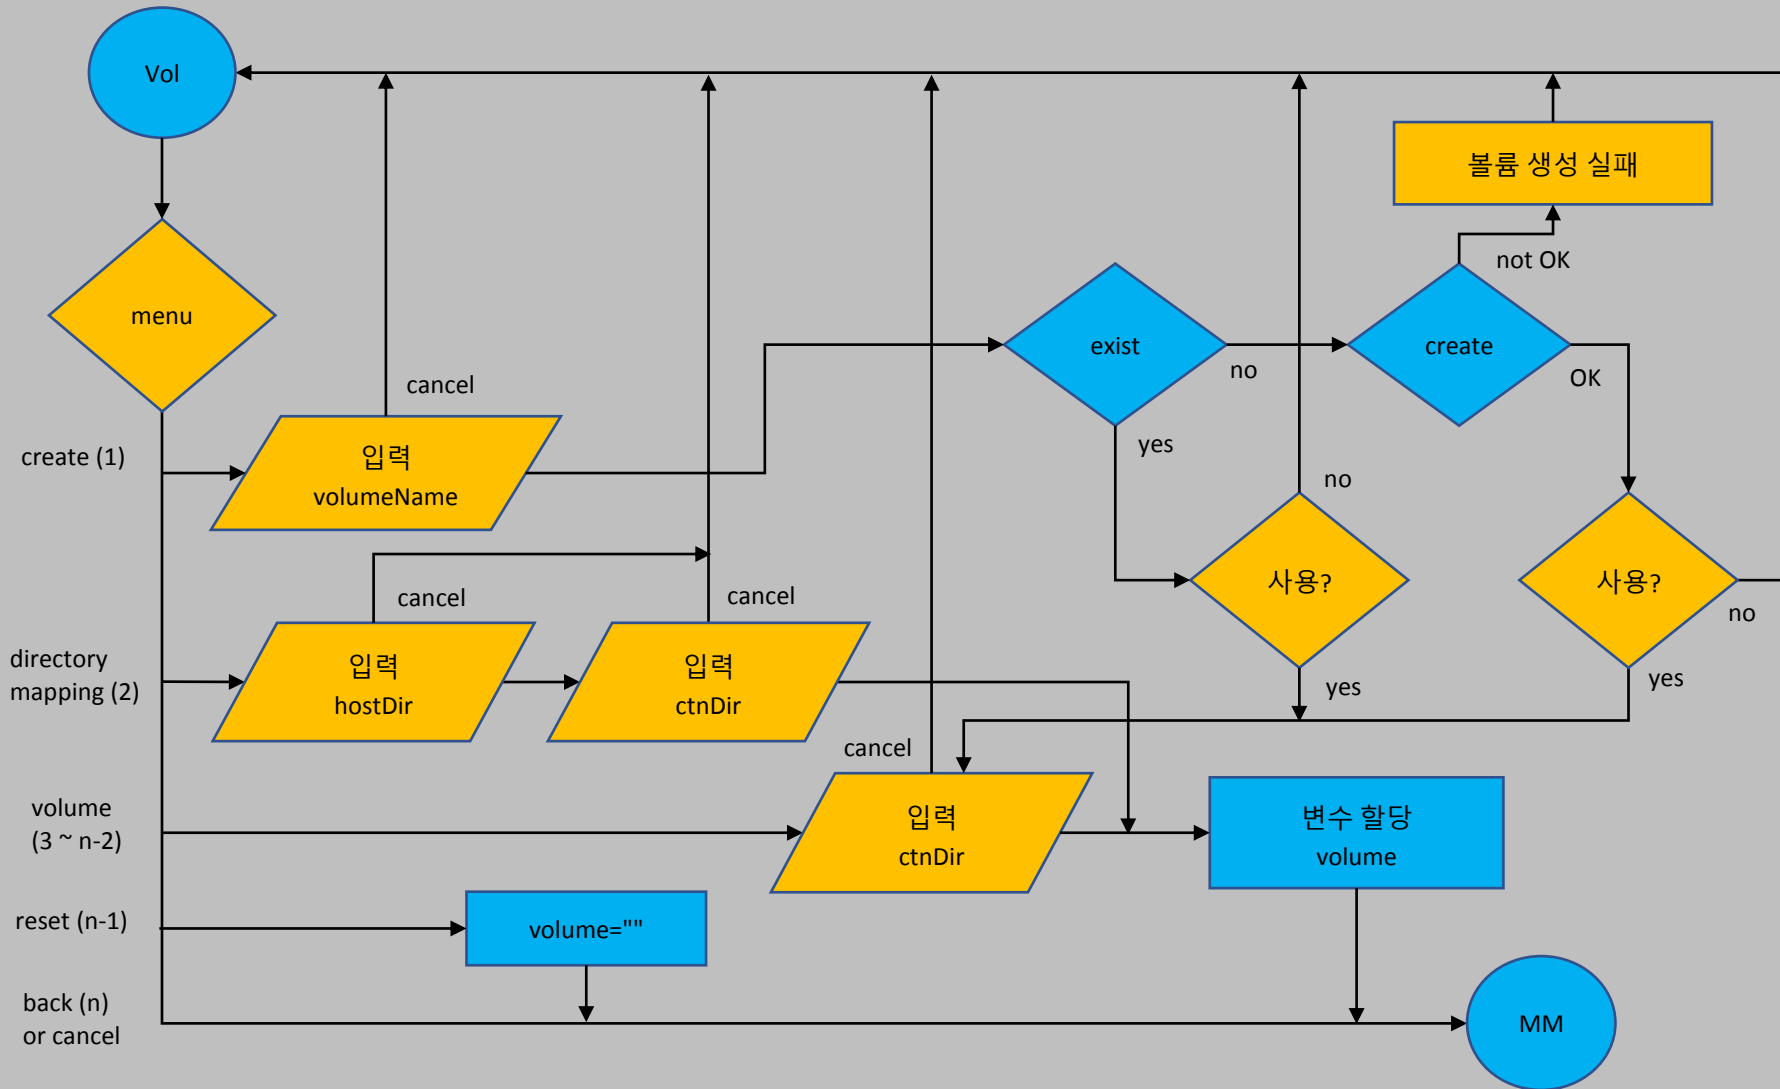 Vol
볼륨 생성 실패
not OK
menu
exist
no
create
OK
cancel
yes
create (1)
입력
volumeName
no
사용?
사용?
no
cancel
cancel
directory
mapping (2)
입력
hostDir
입력
ctnDir
yes
yes
cancel
volume
(3 ~ n-2)
입력
ctnDir
변수 할당
volume
reset (n-1)
volume=""
back (n)
or cancel
MM